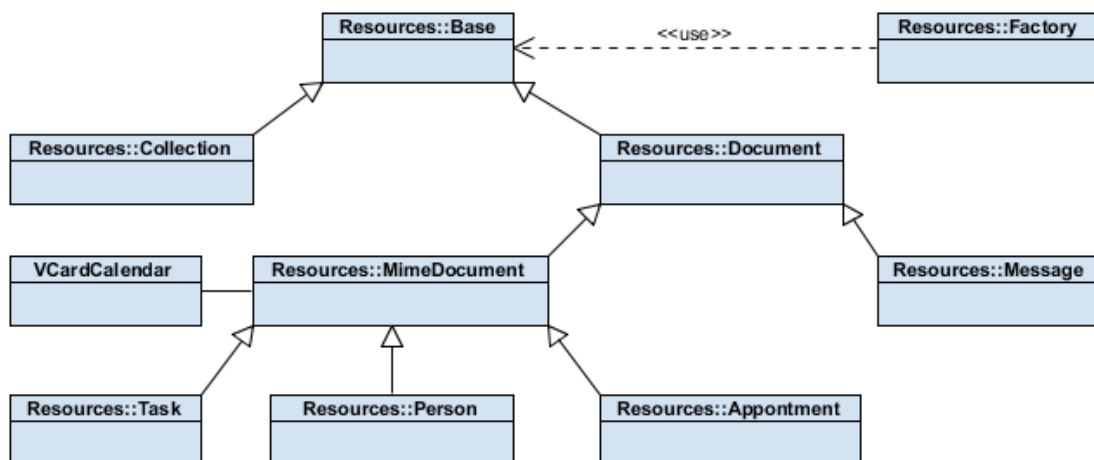 Resources::Base
<<use>>
Resources::Factory
Resources::Collection
Resources::Document
VCardCalendar
Resources::MimeDocument
Resources::Message
Resources::Task
Resources::Person
Resources::Appontment